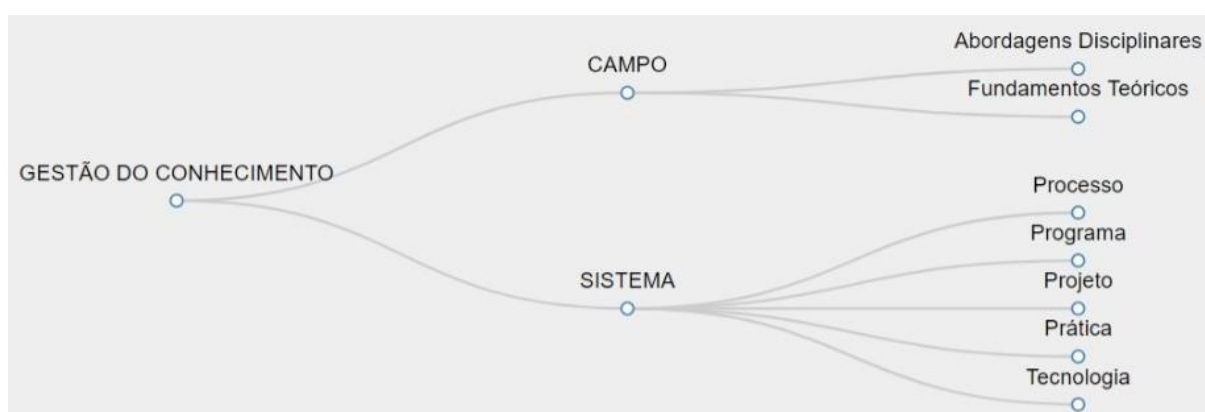 GESTÃO DO CONHECIMENTO
CAMPO
Abordagens Disciplinares
Fundamentos Teóricos
SISTEMA
Processo
Programa
Projeto
Prática
Tecnologia